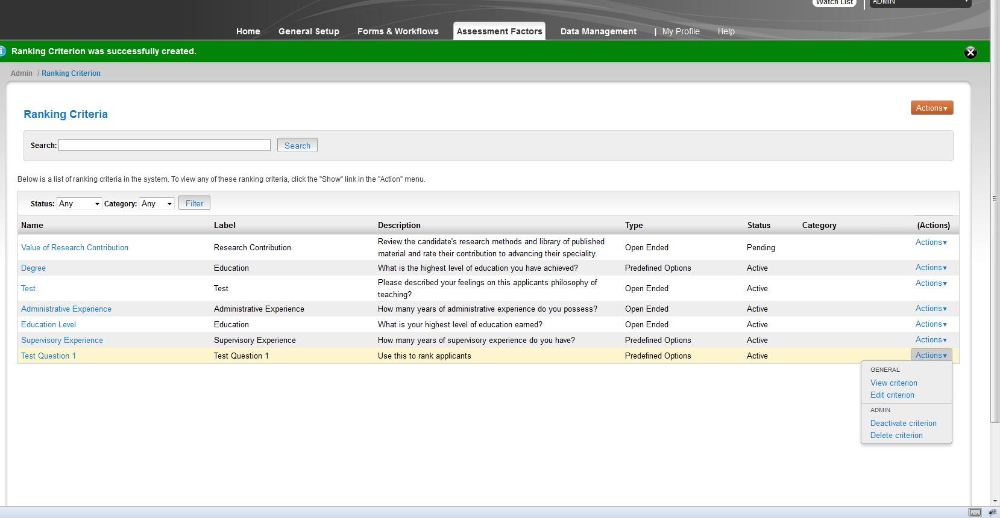 Watch List ADMIN
Home General Setup Forms & Workflows Assessment Factors Data Management | My Profile Help
Ranking Criterion was successfully created.
Admin / Ranking Criterion
Ranking Criteria
Actions
Search: Search
Below is a list of ranking criteria in the system. To view any of these ranking criteria, click the "Show" link in the "Action" menu.
Status: Any Category: Any Filter
Name Label Description Type Status Category (Actions)
Value of Research Contribution Research Contribution Review the candidate's research methods and library of published Open Ended Pending Actions
material and rate their contribution to advancing their speciality.
Degree Education What is the highest level of education you have achieved? Predefined Options Active Actions
Test Test Please described your feelings on this applicants philosophy of Open Ended Active Actions
teaching?
Administrative Experience Administrative Experience How many years of administrative experience do you possess? Open Ended Active Actions
Education Level Education What is your highest level of education earned? Open Ended Active Actions
Supervisory Experience Supervisory Experience How many years of supervisory experience do you have? Predefined Options Active Actions
Test Question 1 Test Question 1 Use this to rank applicants Predefined Options Active Actions
GENERAL
View criterion
Edit criterion
ADMIN
Deactivate criterion
Delete criterion